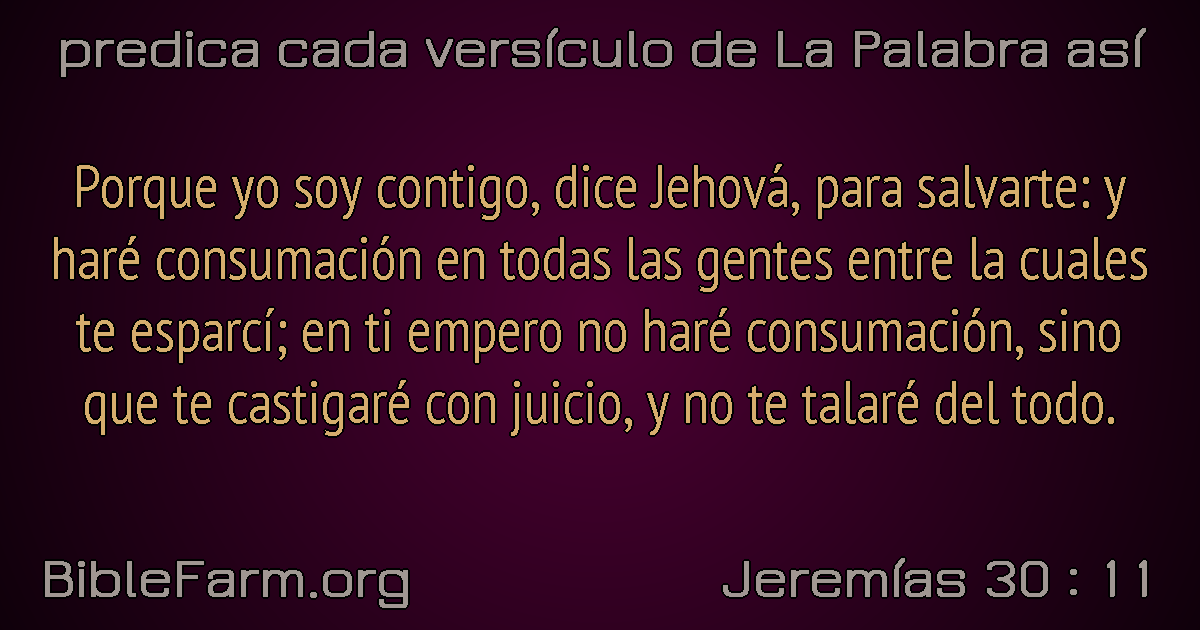 predica cada versículo de La Palabra así
Porque yo soy contigo, dice Jehová, para salvarte: y
haré consumación en todas las gentes entre la cuales
te esparcí; en ti empero no haré consumación, sino
que te castigaré con juicio, y no te talaré del todo.
BibleFarm.org
Jeremías 30 : 11